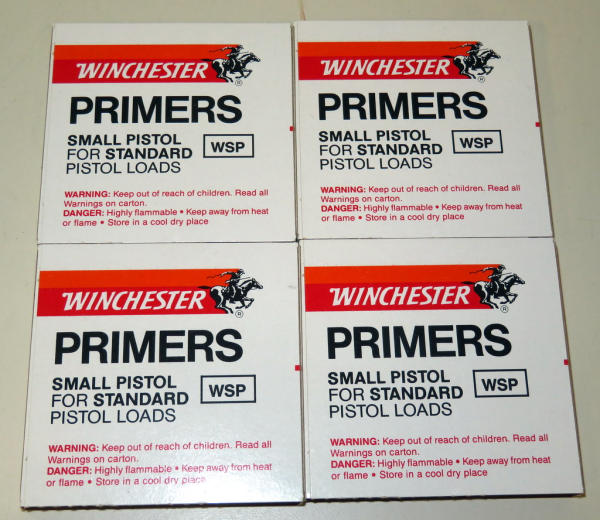 WINCHESTER
®
PRIMERS
SMALL PISTOL
FOR STANDARD
PISTOL LOADS
WSP
WARNING: Keep out of reach of children. Read all
Warnings on carton.
DANGER: Highly flammable • Keep away from heat
or flame • Store in a cool dry place
WINCHESTER
®
PRIMERS
SMALL PISTOL
FOR STANDARD
PISTOL LOADS
WSP
WARNING: Keep out of reach of children. Read all
Warnings on carton.
DANGER: Highly flammable • Keep away from heat
or flame • Store in a cool dry place
WINCHESTER
®
PRIMERS
SMALL PISTOL
FOR STANDARD
PISTOL LOADS
WSP
WARNING: Keep out of reach of children. Read all
Warnings on carton.
DANGER: Highly flammable • Keep away from heat
or flame • Store in a cool dry place
WINCHESTER
®
PRIMERS
SMALL PISTOL
FOR STANDARD
PISTOL LOADS
WSP
WARNING: Keep out of reach of children. Read all
Warnings on carton.
DANGER: Highly flammable • Keep away from heat
or flame • Store in a cool dry place